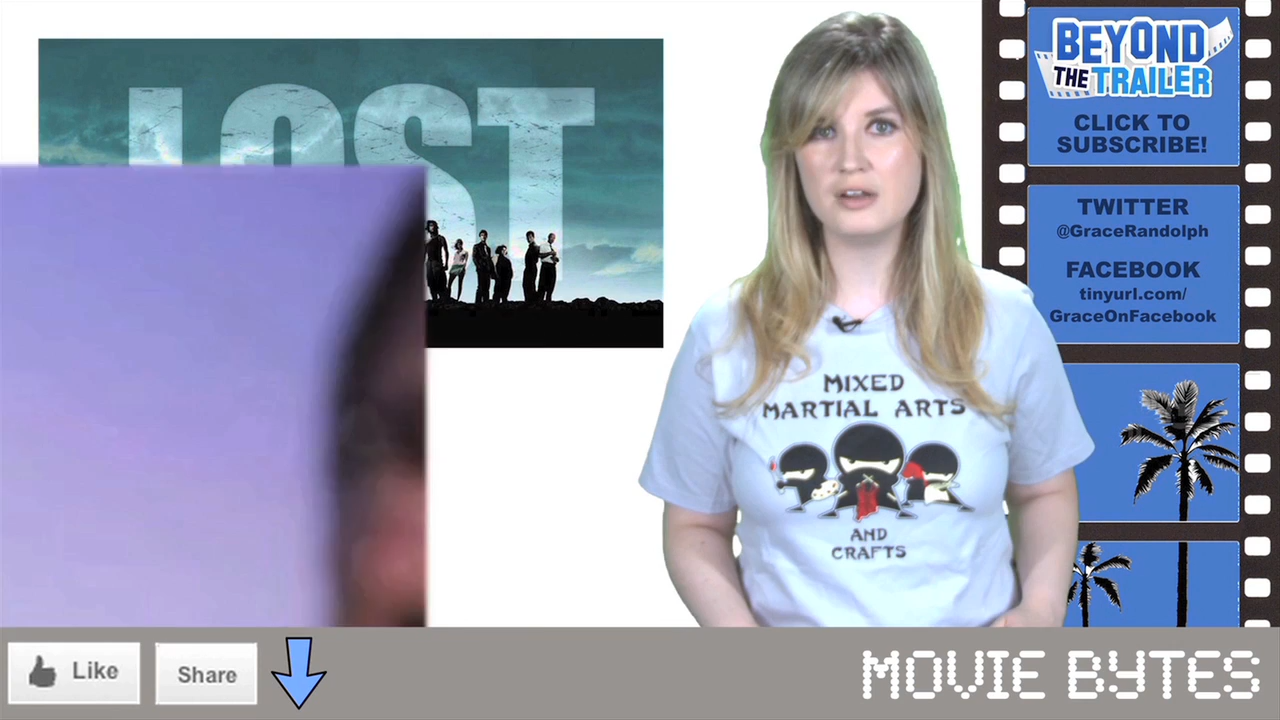 LOST
BEYOND
THE TRAILER
CLICK TO
SUBSCRIBE!
TWITTER
@GraceRandolph
FACEBOOK
tinyurl.com/
GraceOnFacebook
MIXED
MARTIAL ARTS
AND
CRAFTS
Like
Share
MOVIE BYTES